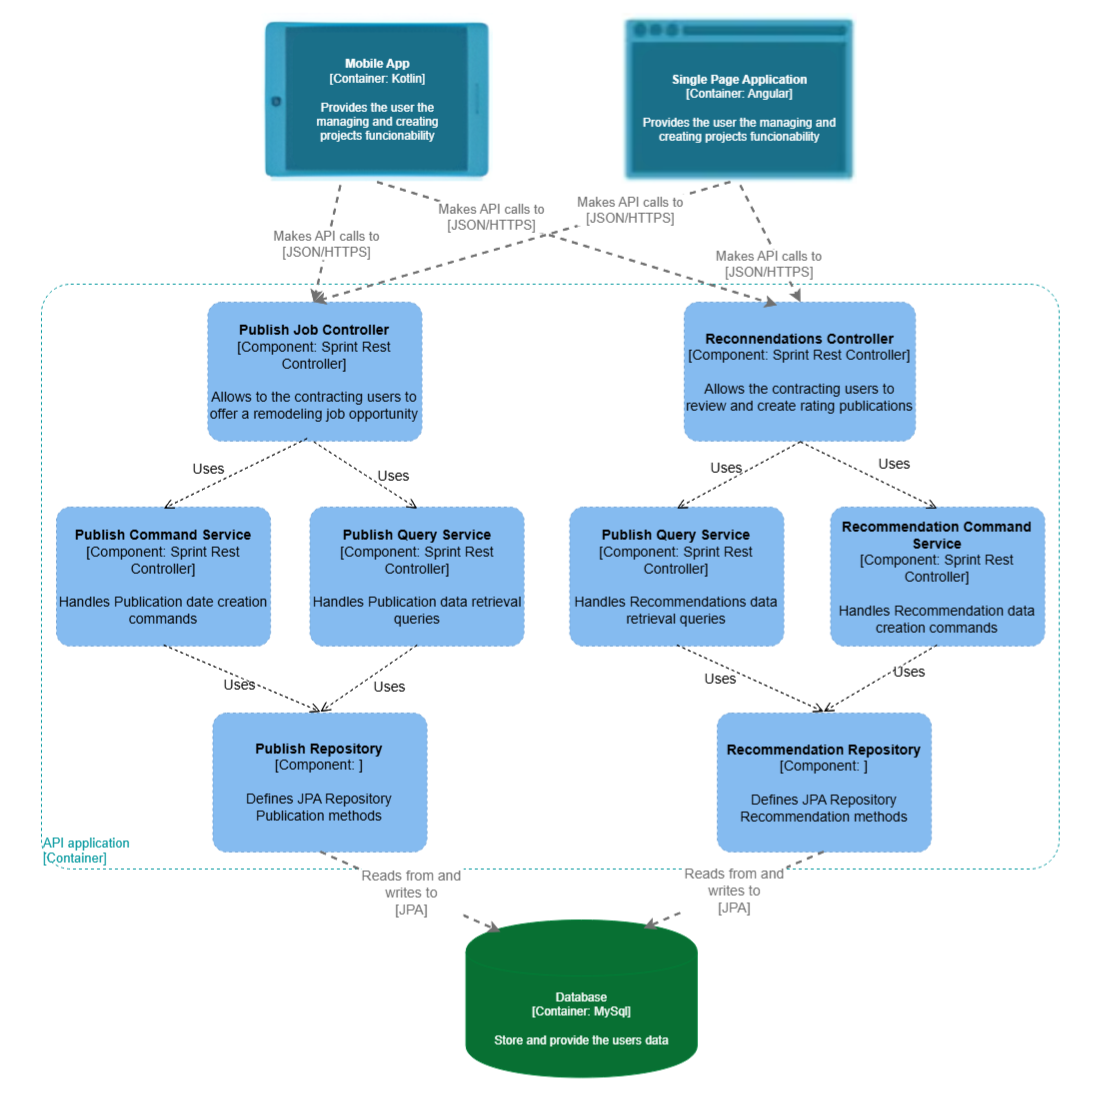 Mobile App
[Container: Kotlin]
Provides the user the
managing and creating
projects funcionability
Single Page Application
[Container: Angular]
Provides the user the managing and
creating projects funcionability
Makes API calls to
[JSON/HTTPS]
Makes API calls to
[JSON/HTTPS]
Makes API calls to
[JSON/HTTPS]
Makes API calls to
[JSON/HTTPS]
Publish Job Controller
[Component: Sprint Rest
Controller]
Allows to the contracting users to
offer a remodeling job opportunity
Reconnendations Controller
[Component: Sprint Rest Controller]
Allows the contracting users to
review and create rating publications
Uses
Uses
Uses
Uses
Publish Command Service
[Component: Sprint Rest
Controller]
Handles Publication date creation
commands
Publish Query Service
[Component: Sprint Rest
Controller]
Handles Publication data retrieval
queries
Publish Query Service
[Component: Sprint Rest
Controller]
Handles Recommendations data
retrieval queries
Recommendation Command
Service
[Component: Sprint Rest
Controller]
Handles Recommendation data
creation commands
Uses
Uses
Uses
Uses
Publish Repository
[Component: ]
Defines JPA Repository
Publication methods
Recommendation Repository
[Component: ]
Defines JPA Repository
Recommendation methods
API application
[Container]
Reads from and
writes to
[JPA]
Reads from and
writes to
[JPA]
Database
[Container: MySql]
Store and provide the users data